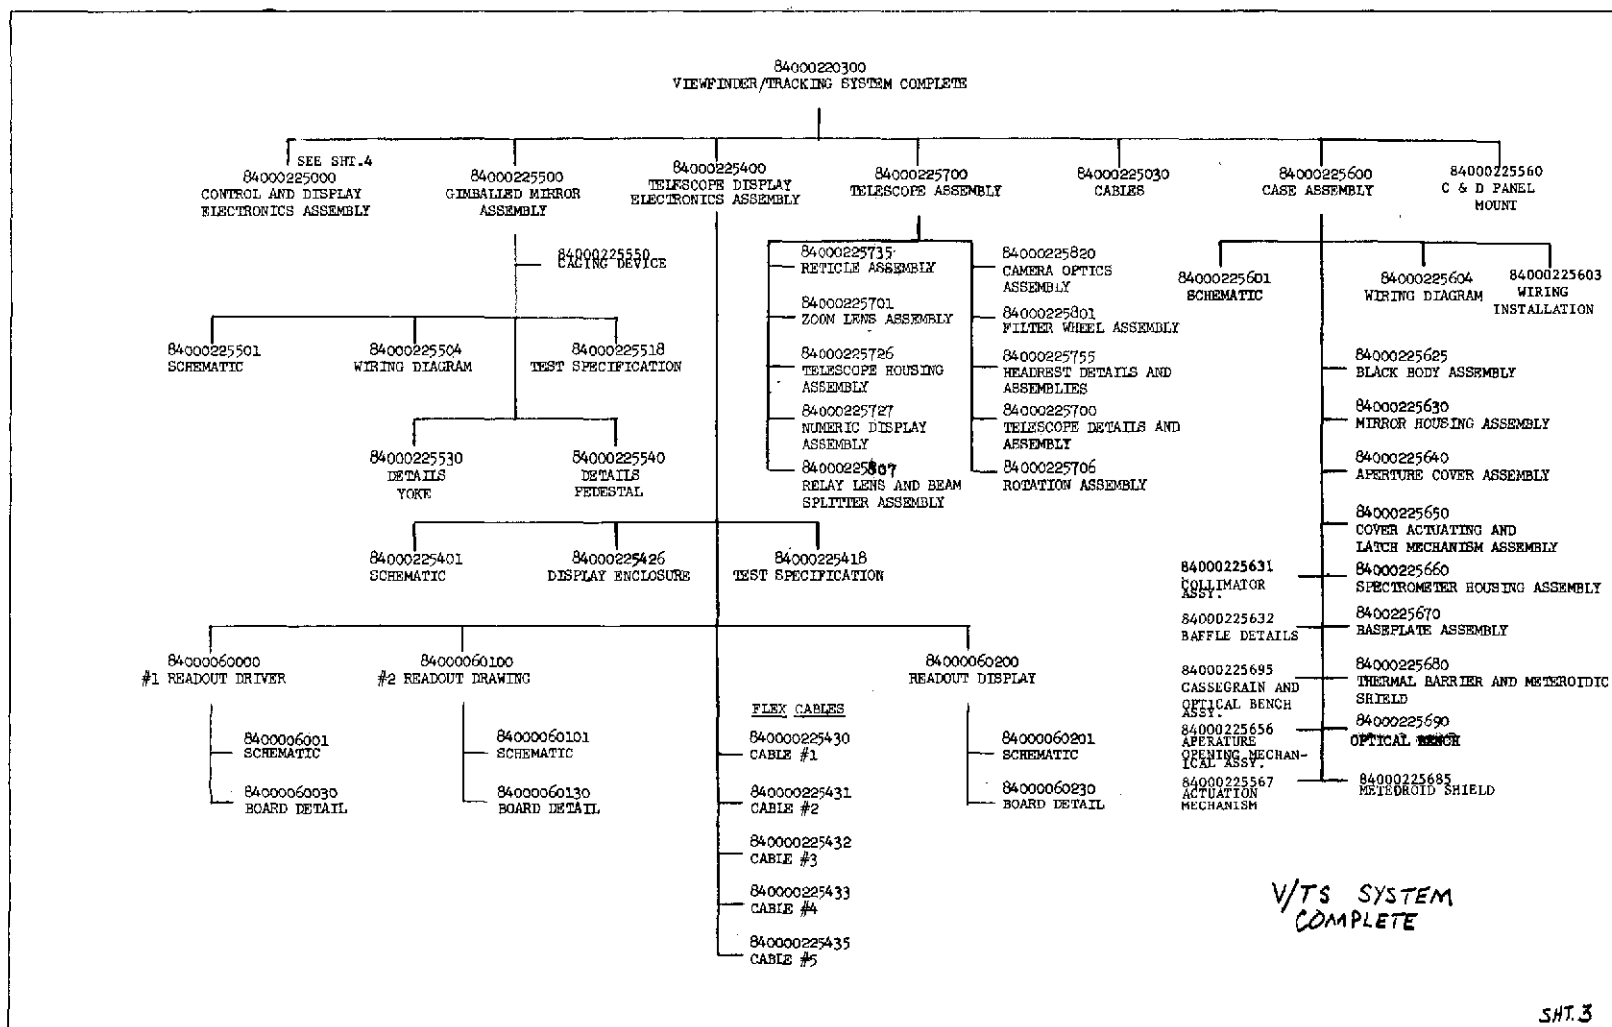 84000220300
VIEWFINDER/TRACKING SYSTEM COMPLETE
SEE SHT.4
84000225000
CONTROL AND DISPLAY
ELECTRONICS ASSEMBLY
84000225500
GIMBALLED MIRROR
ASSEMBLY
84000225400
TELESCOPE DISPLAY
ELECTRONICS ASSEMBLY
84000225700
TELESCOPE ASSEMBLY
84000225030
CABLES
84000225600
CASE ASSEMBLY
84000225560
C & D PANEL
MOUNT
84000225550
CAGING DEVICE
84000225501
SCHEMATIC
84000225504
WIRING DIAGRAM
84000225518
TEST SPECIFICATION
84000225530
DETAILS
YOKE
84000225540
DETAILS
PEDESTAL
84000225735
RETICLE ASSEMBLY
84000225701
ZOOM LENS ASSEMBLY
84000225726
TELESCOPE HOUSING
ASSEMBLY
84000225727
NUMERIC DISPLAY
ASSEMBLY
84000225807
RELAY LENS AND BEAM
SPLITTER ASSEMBLY
84000225820
CAMERA OPTICS
ASSEMBLY
84000225801
FILTER WHEEL ASSEMBLY
84000225755
HEADREST DETAILS AND
ASSEMBLIES
84000225700
TELESCOPE DETAILS AND
ASSEMBLY
84000225706
ROTATION ASSEMBLY
84000225601
SCHEMATIC
84000225604
WIRING DIAGRAM
84000225603
WIRING
INSTALLATION
84000225625
BLACK BODY ASSEMBLY
84000225630
MIRROR HOUSING ASSEMBLY
84000225640
APERTURE COVER ASSEMBLY
84000225650
COVER ACTUATING AND
LATCH MECHANISM ASSEMBLY
84000225631
COLLIMATOR
ASSY.
84000225660
SPECTROMETER HOUSING ASSEMBLY
84000225632
BAFFLE DETAILS
8400225670
BASEPLATE ASSEMBLY
84000225695
CASSEGRAIN AND
OPTICAL BENCH
ASSY.
84000225680
THERMAL BARRIER AND METEROIDIC
SHIELD
84000225656
APERATURE
OPENING MECHAN-
ICAL ASSY.
84000225690
OPTICAL BENCH
84000225567
ACTUATION
MECHANISM
84000225685
METEOROID SHIELD
84000225401
SCHEMATIC
84000225426
DISPLAY ENCLOSURE
84000225418
TEST SPECIFICATION
84000060000
#1 READOUT DRIVER
84000060100
#2 READOUT DRAWING
84000060200
READOUT DISPLAY
8400006001
SCHEMATIC
84000060030
BOARD DETAIL
84000060101
SCHEMATIC
84000060130
BOARD DETAIL
FLEX CABLES
840000225430
CABLE #1
840000225431
CABLE #2
840000225432
CABLE #3
840000225433
CABLE #4
840000225435
CABLE #5
84000060201
SCHEMATIC
84000060230
BOARD DETAIL
V/TS SYSTEM
COMPLETE
SHT.3